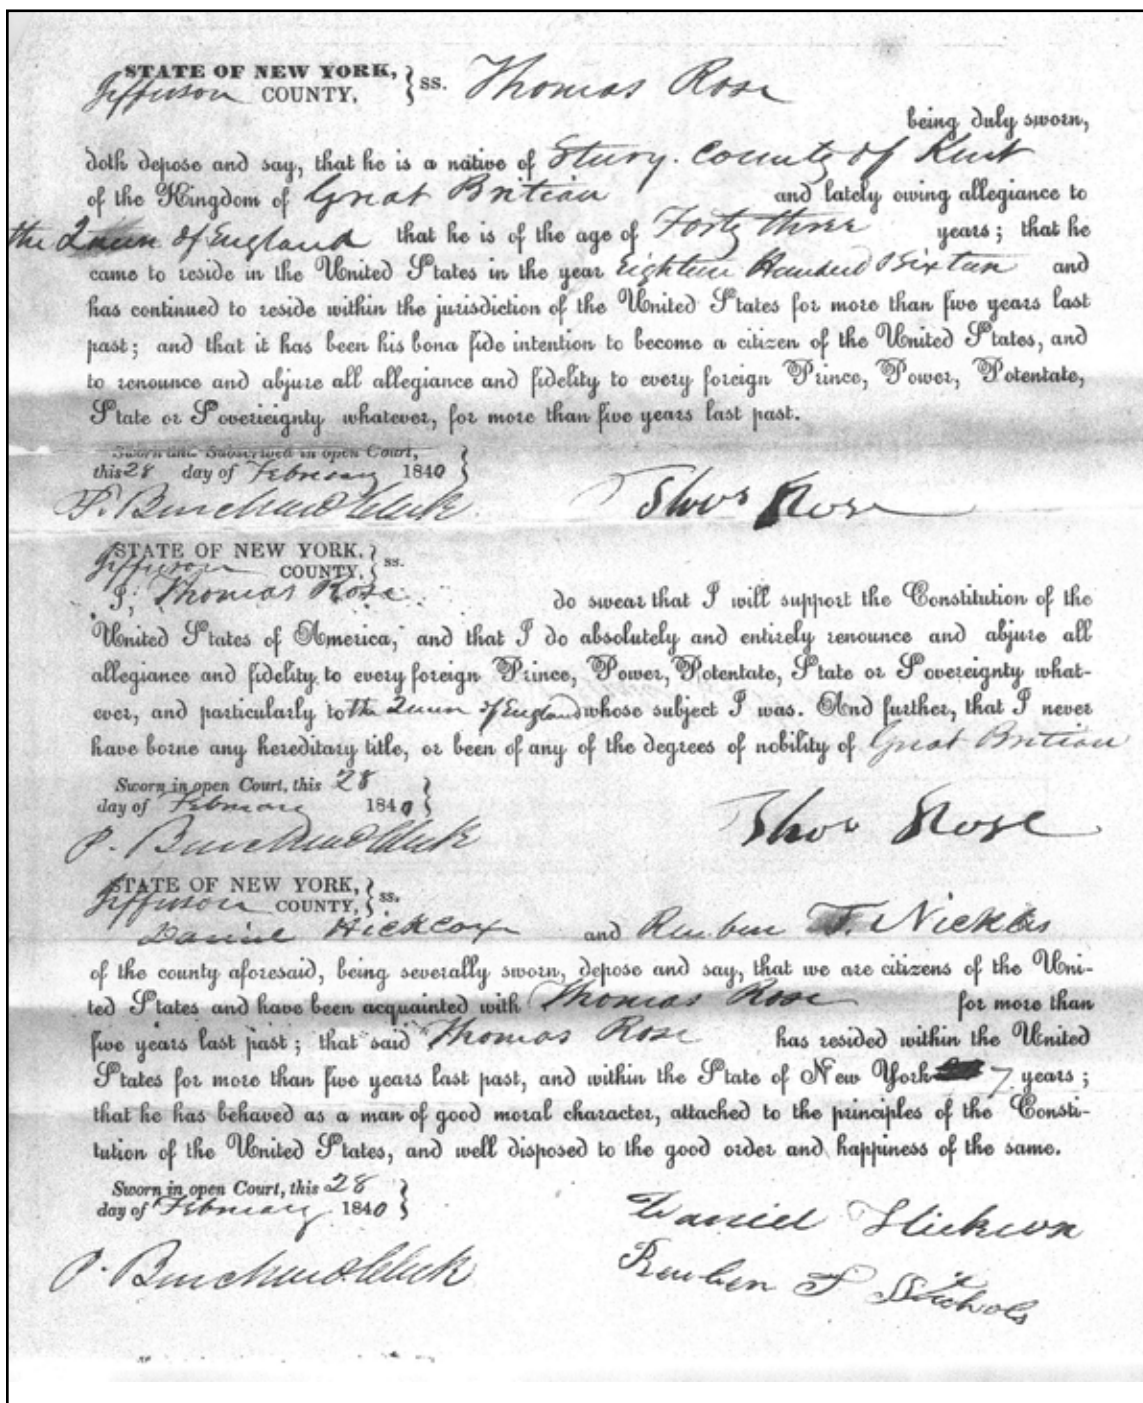 STATE OF NEW YORK, } ss. Thomas Rose
Jefferson COUNTY,
being duly sworn,
doth depose and say, that he is a native of Stury. County of Kent
of the Kingdom of Great Britian and lately owing allegiance to
the Queen of England that he is of the age of Forty three years; that he
came to reside in the United States in the year Eighteen Hundred Sixteen and
has continued to reside within the jurisdiction of the United States for more than five years last
past; and that it has been his bona fide intention to become a citizen of the United States, and
to renounce and abjure all allegiance and fidelity to every foreign Prince, Power, Potentate,
State or Sovereignty whatever, for more than five years last past.
Sworn and Subscribed in open Court,
this 28 day of February 1840 }
P. Burchard Clerk Thos Rose
STATE OF NEW YORK, } ss.
Jefferson COUNTY,
I, Thomas Rose do swear that I will support the Constitution of the
United States of America, and that I do absolutely and entirely renounce and abjure all
allegiance and fidelity to every foreign Prince, Power, Potentate, State or Sovereignty what-
ever, and particularly to the Queen of England whose subject I was. And further, that I never
have borne any hereditary title, or been of any of the degrees of nobility of Great Britian
Sworn in open Court, this 28
day of February 1840 }
P. Burchard Clerk Thos Rose
STATE OF NEW YORK, } ss.
Jefferson COUNTY,
Daniel Hickcox and Reuben T. Nickols
of the county aforesaid, being severally sworn, depose and say, that we are citizens of the Uni-
ted States and have been acquainted with Thomas Rose for more than
five years last past; that said Thomas Rose has resided within the United
States for more than five years last past, and within the State of New York 7 years;
that he has behaved as a man of good moral character, attached to the principles of the Consti-
tution of the United States, and well disposed to the good order and happiness of the same.
Sworn in open Court, this 28
day of February 1840 }
Daniel Hickcox
P. Burchard Clerk
Reuben T Nichols